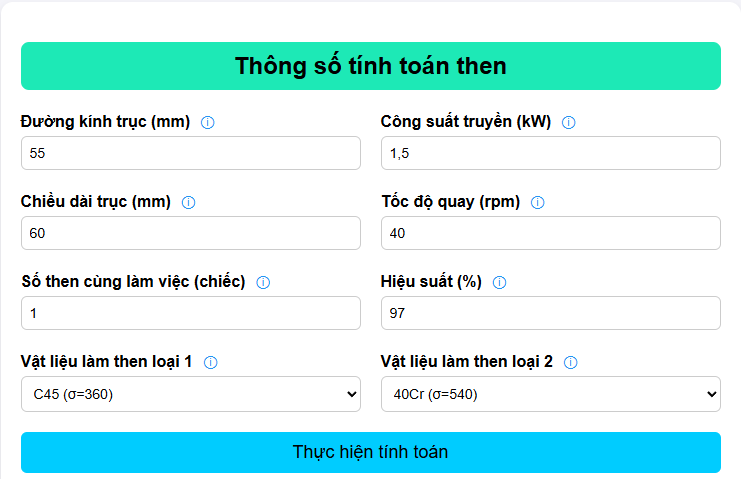 Thông số tính toán then
Đường kính trục (mm) ⓘ
Công suất truyền (kW) ⓘ
55
1,5
Chiều dài trục (mm) ⓘ
Tốc độ quay (rpm) ⓘ
60
40
Số then cùng làm việc (chiếc) ⓘ
Hiệu suất (%) ⓘ
1
97
Vật liệu làm then loại 1 ⓘ
Vật liệu làm then loại 2 ⓘ
C45 (σ=360)
40Cr (σ=540)
Thực hiện tính toán